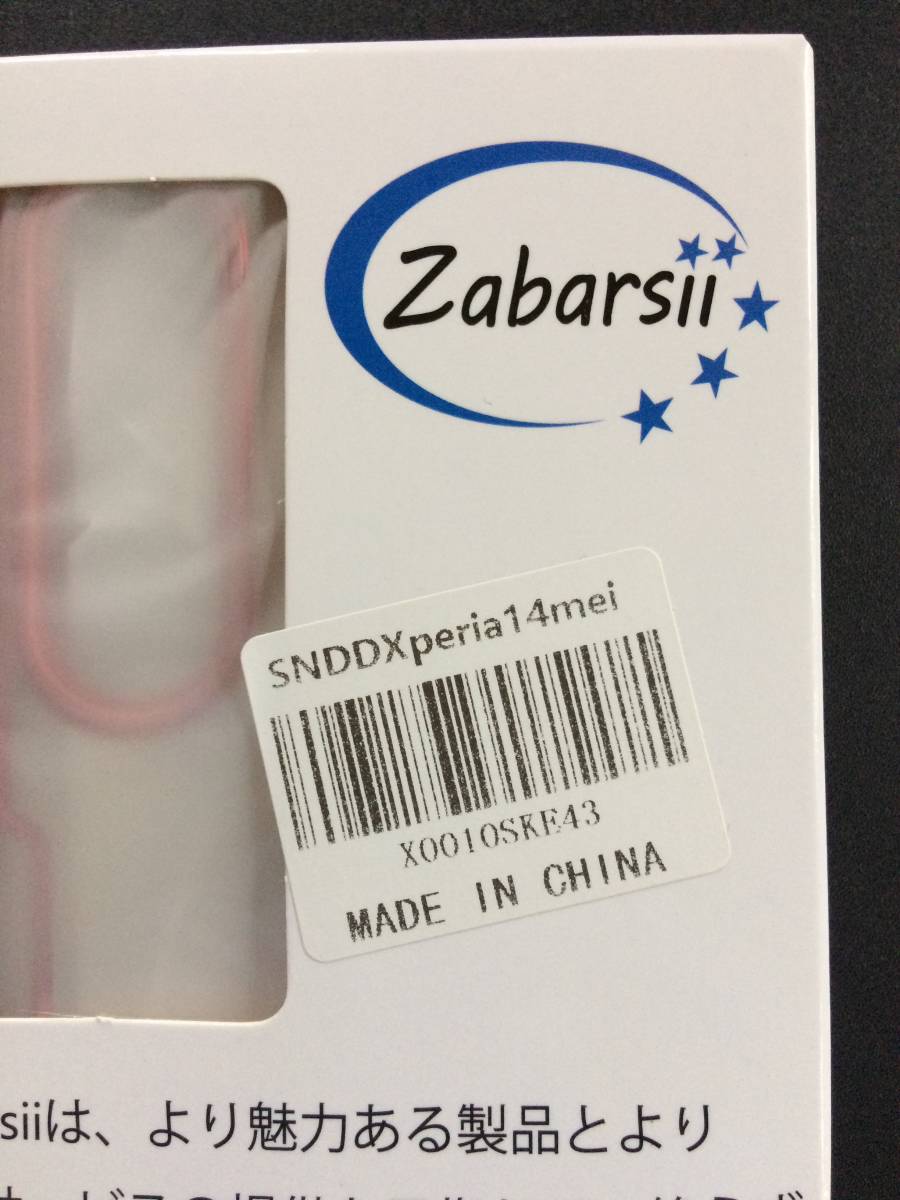 Zabarsii
SNDDXperia14mei
X0010SKE43
MADE IN CHINA
siiは、より魅力ある製品とより